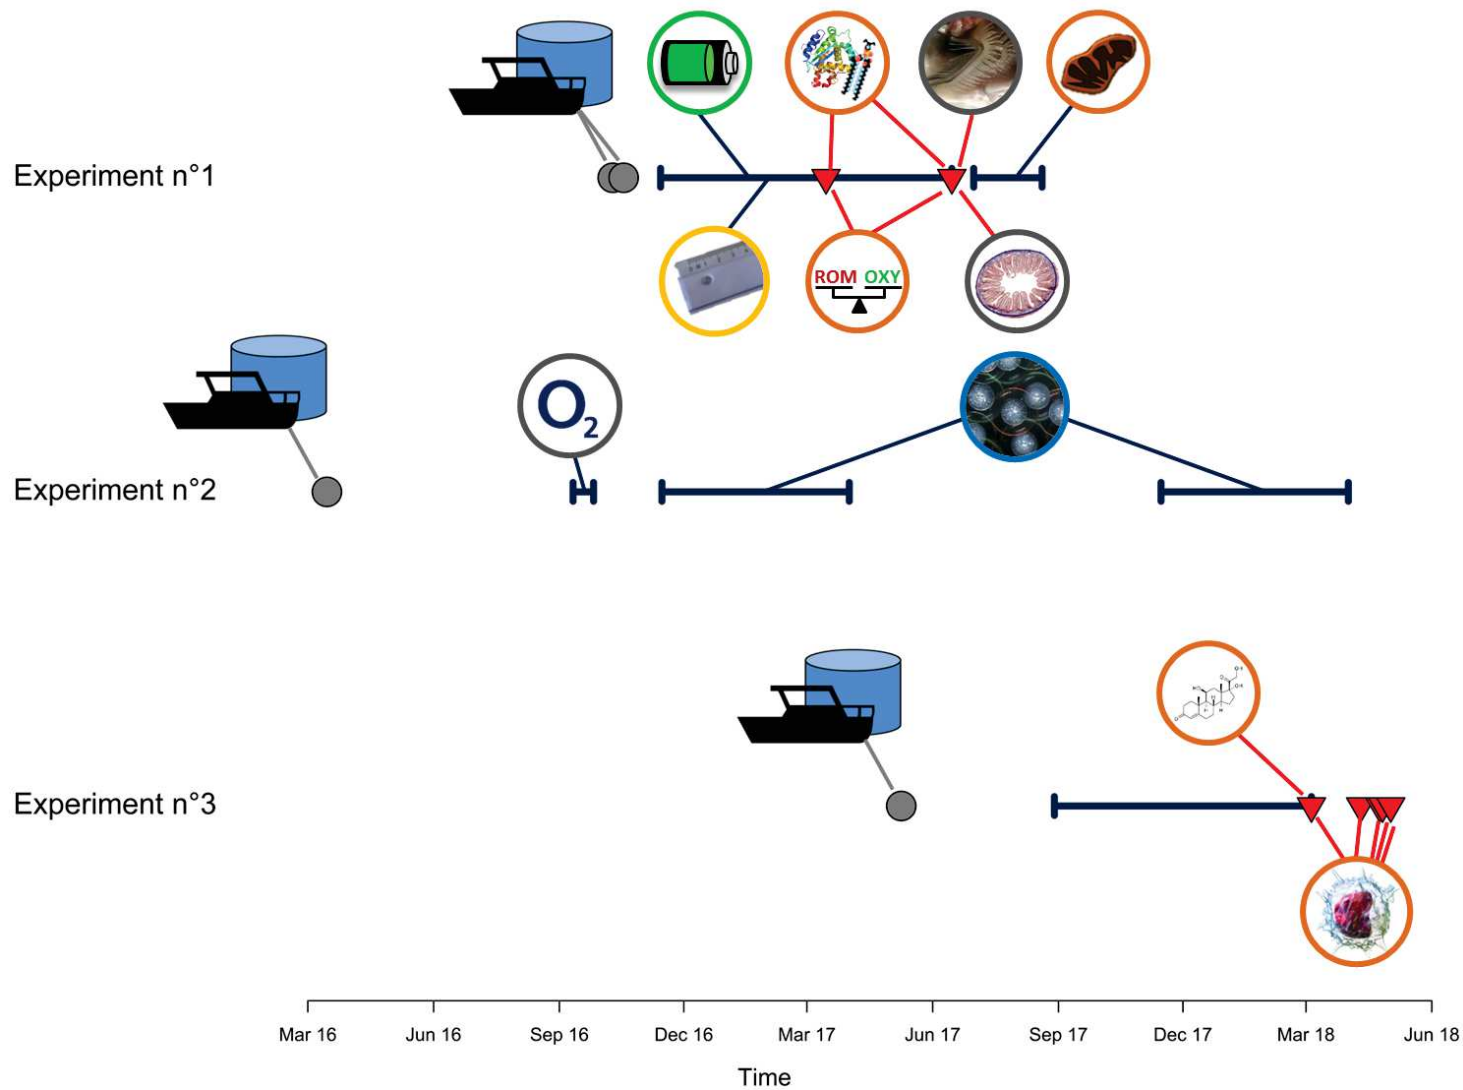 Experiment n°1
ROM OXY
O2
Experiment n°2
Experiment n°3
Mar 16 Jun 16 Sep 16 Dec 16 Mar 17 Jun 17 Sep 17 Dec 17 Mar 18 Jun 18
Time